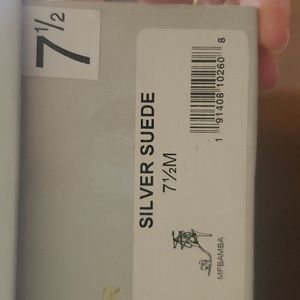 7½
SILVER SUEDE
7½M
MFBAMBA
1 91408 10260 8